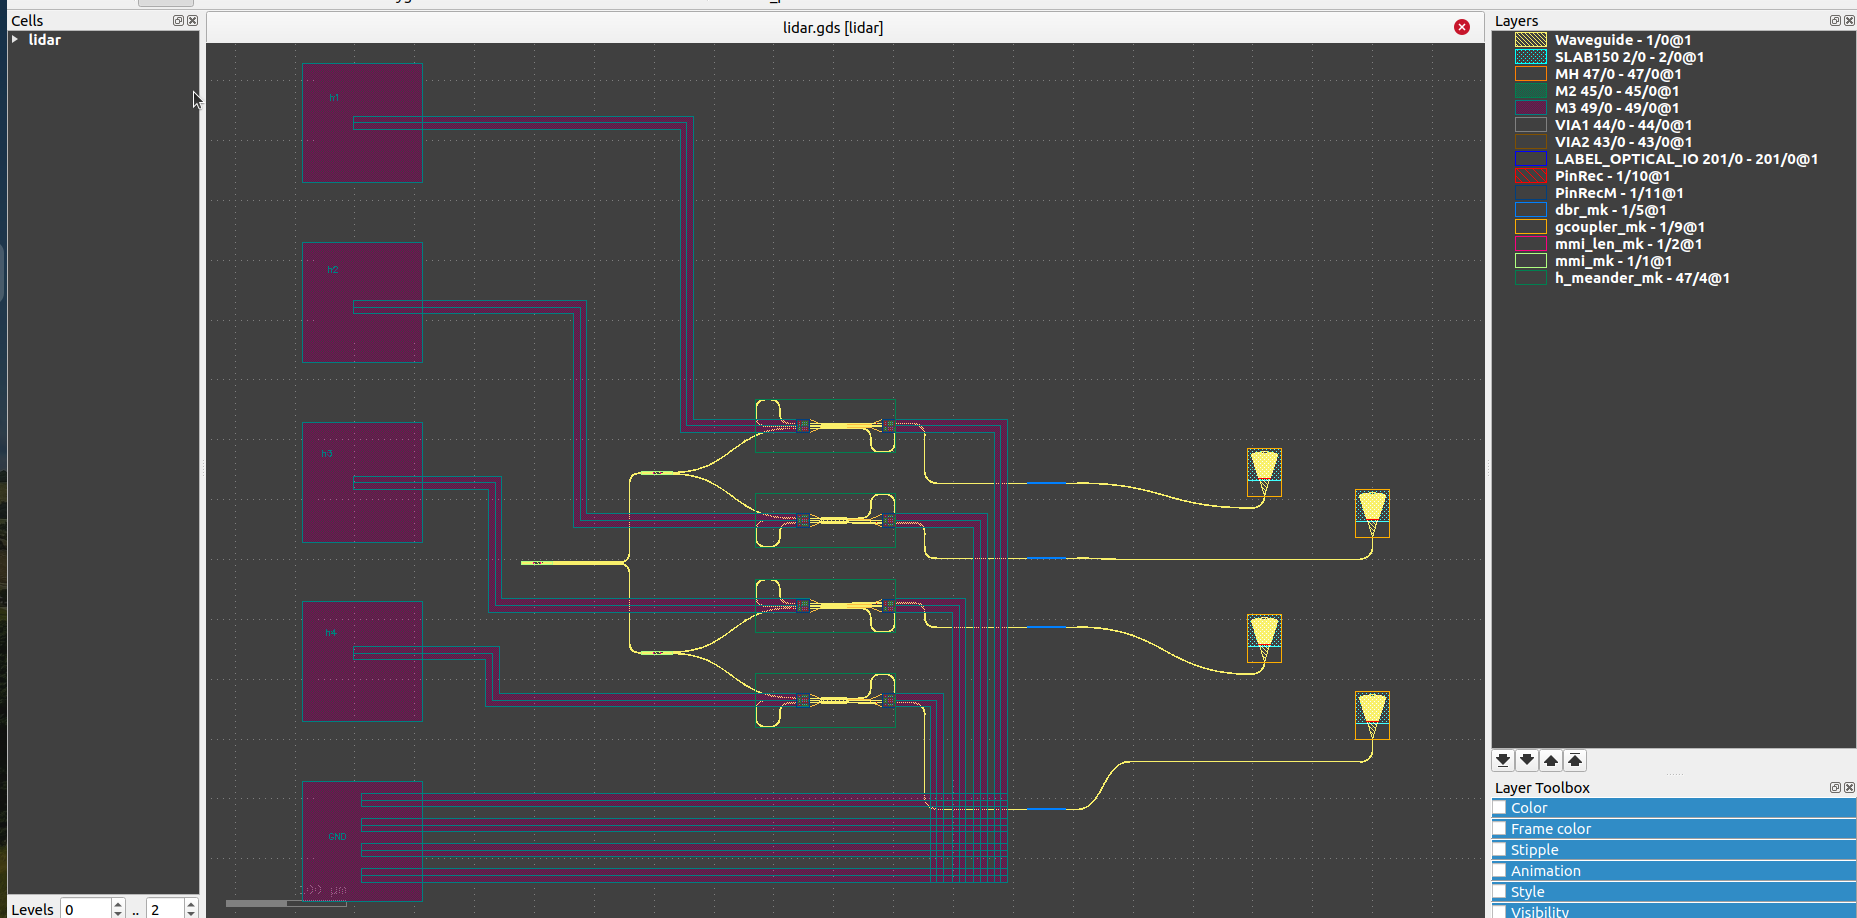 Cells
lidar
lidar.gds [lidar]
h1
h2
h3
h4
GND
100 µm
Levels 0 .. 2
Layers
Waveguide - 1/0@1
SLAB150 2/0 - 2/0@1
MH 47/0 - 47/0@1
M2 45/0 - 45/0@1
M3 49/0 - 49/0@1
VIA1 44/0 - 44/0@1
VIA2 43/0 - 43/0@1
LABEL_OPTICAL_IO 201/0 - 201/0@1
PinRec - 1/10@1
PinRecM - 1/11@1
dbr_mk - 1/5@1
gcoupler_mk - 1/9@1
mmi_len_mk - 1/2@1
mmi_mk - 1/1@1
h_meander_mk - 47/4@1
Layer Toolbox
Color
Frame color
Stipple
Animation
Style
Visibility